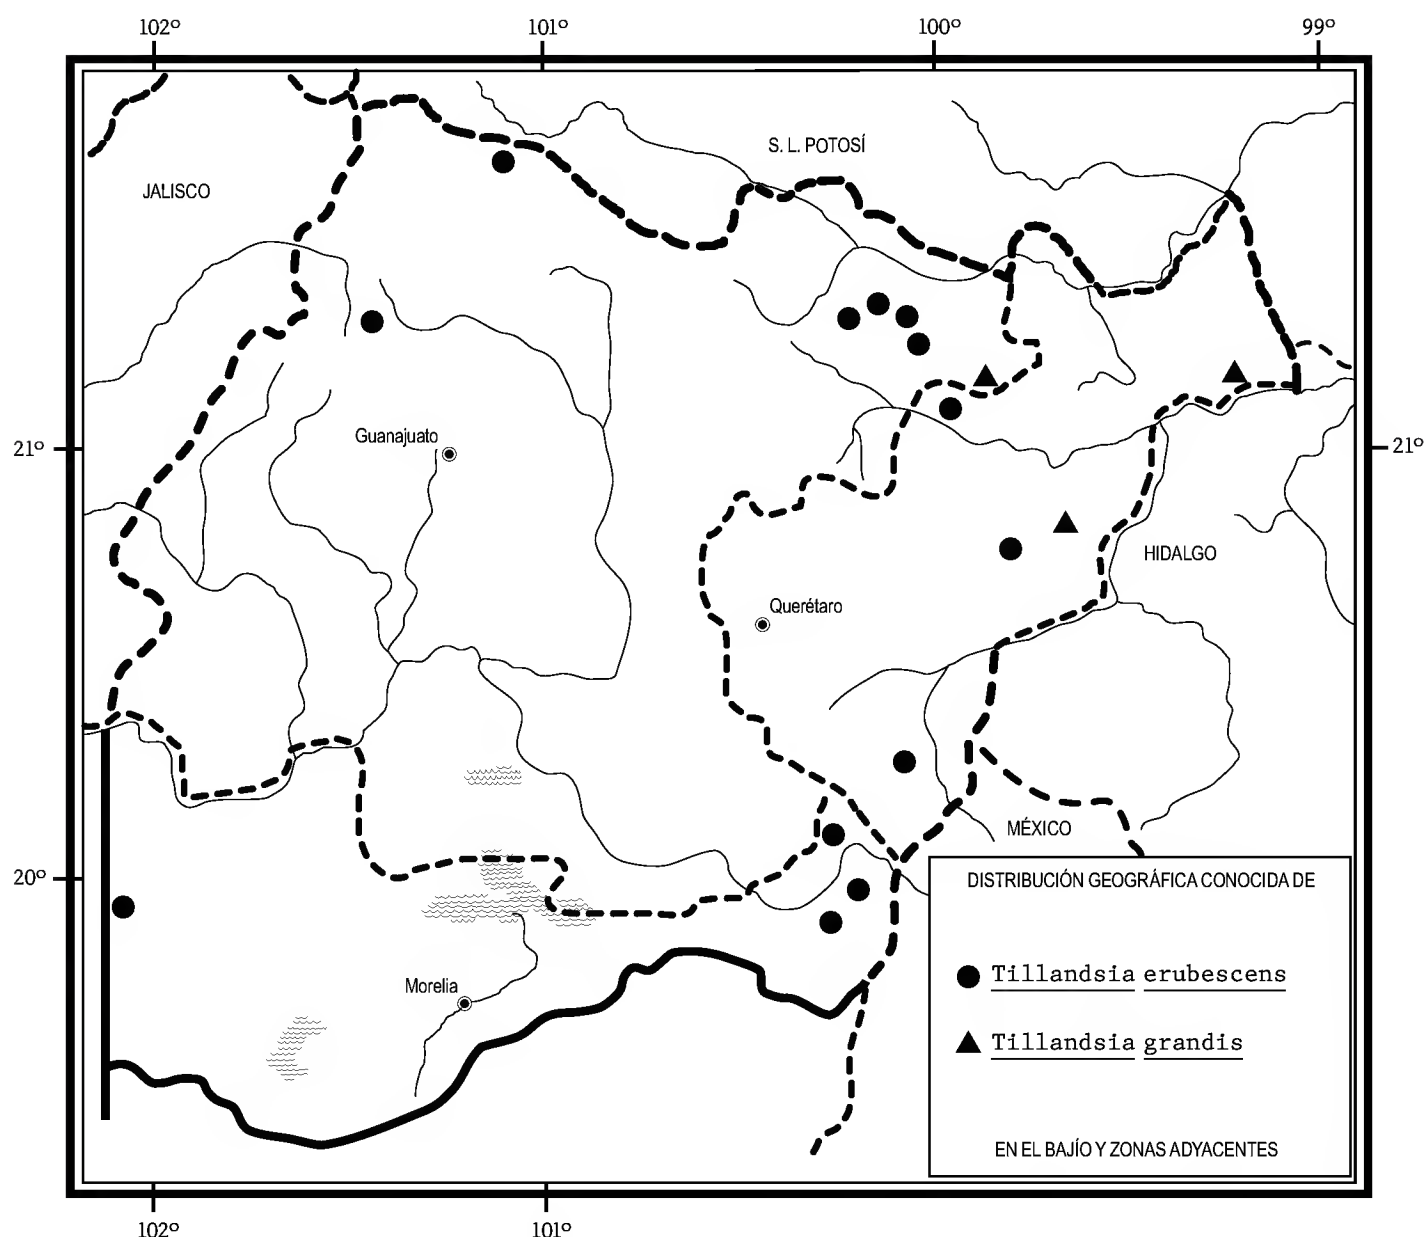 102º 101º 100º 99º
S. L. POTOSÍ
JALISCO
Guanajuato
21º 21º
HIDALGO
Querétaro
MÉXICO
20º
DISTRIBUCIÓN GEOGRÁFICA CONOCIDA DE
Tillandsia erubescens
Morelia
Tillandsia grandis
EN EL BAJÍO Y ZONAS ADYACENTES
102º 101º